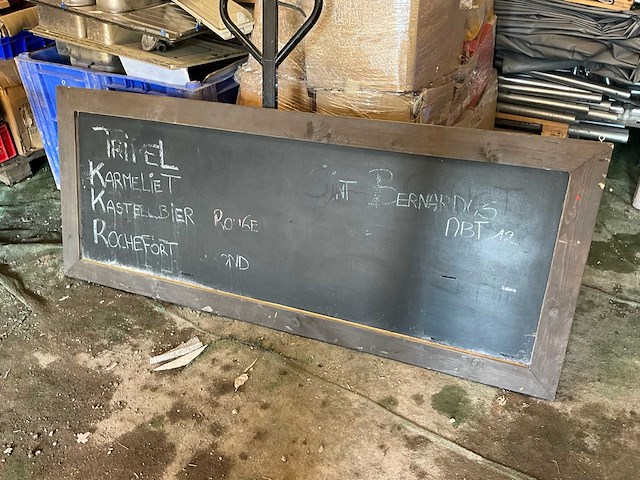 TRIPEL
KARMELIET
KASTEELBIER ROUGE
ROCHEFORT
SINT BERNARDUS
ABT 12